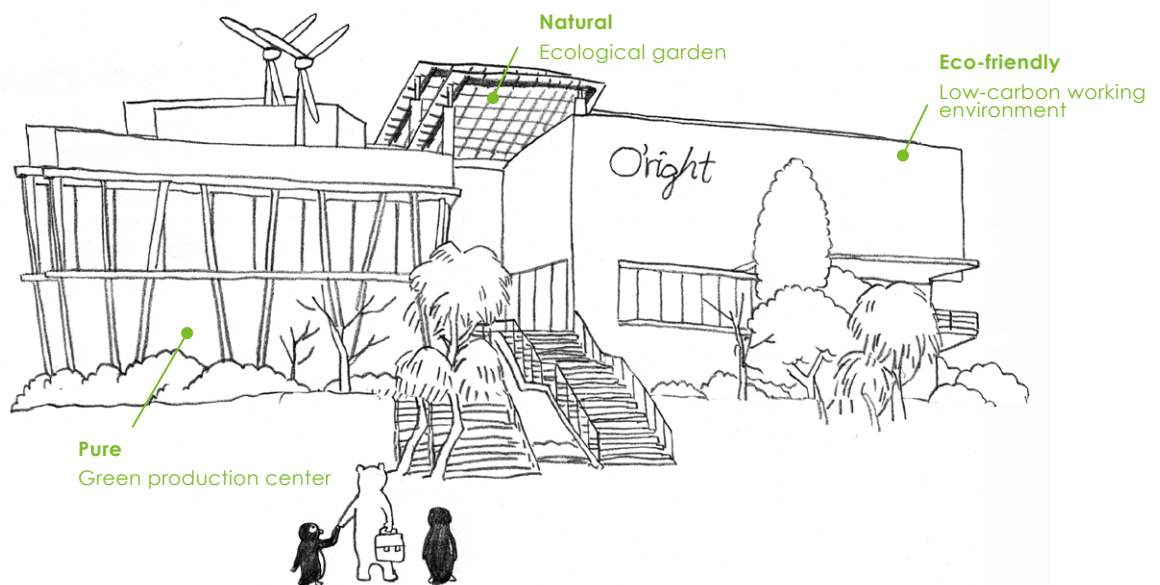 Natural
Ecological garden
Eco-friendly
Low-carbon working
environment
O'right
Pure
Green production center